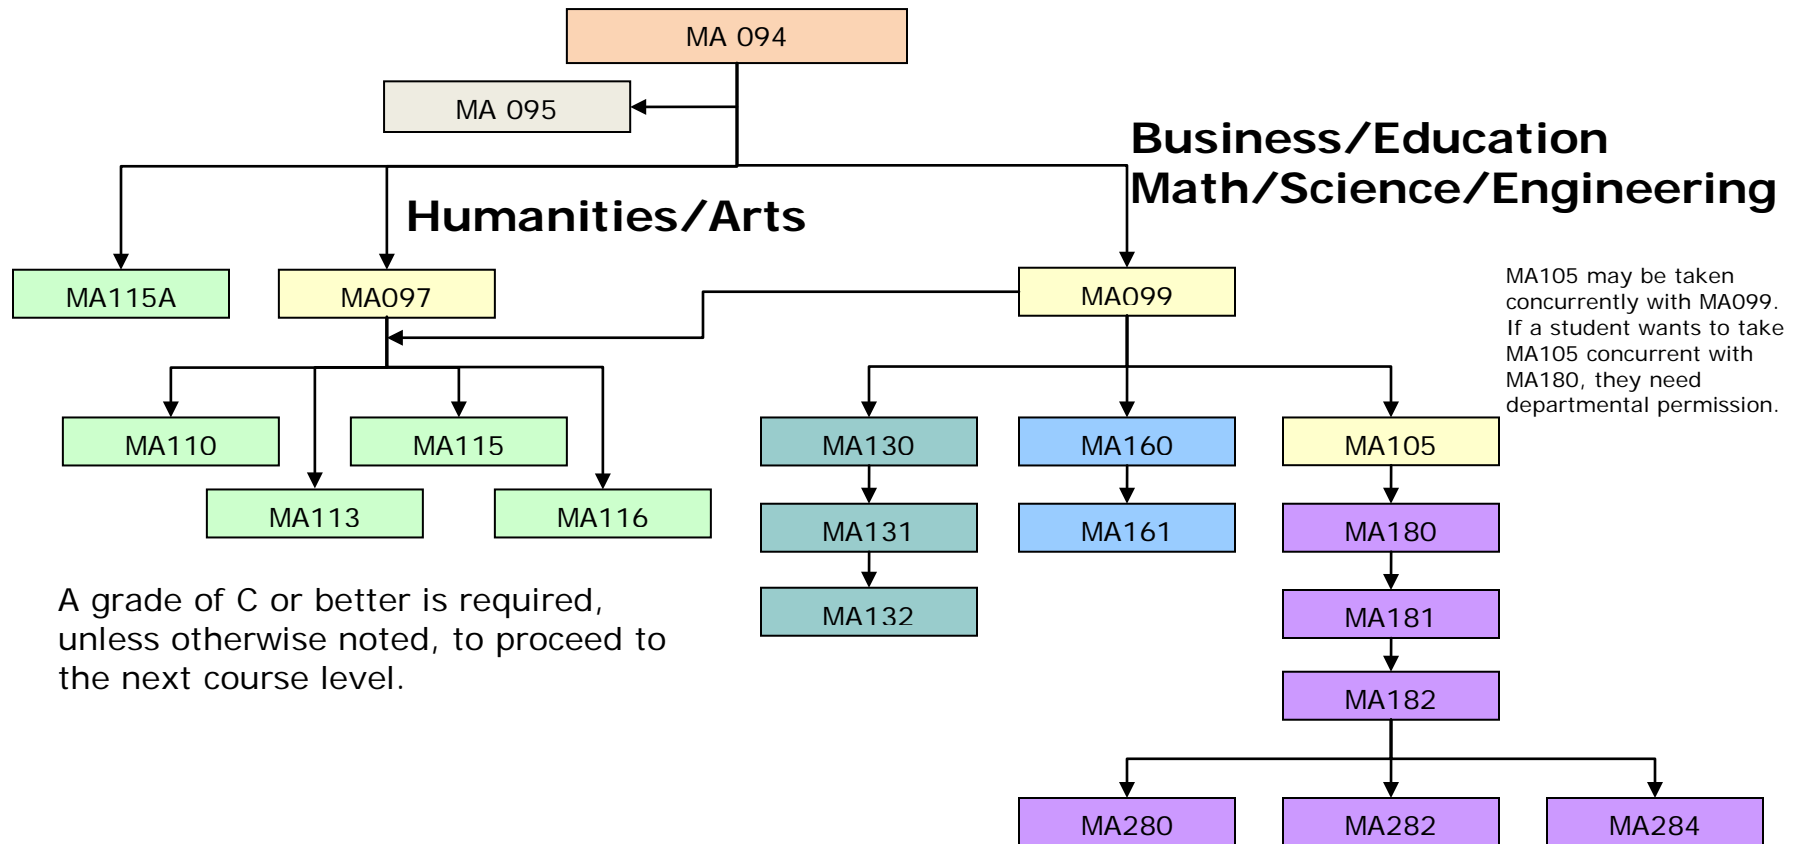 MA 094
MA 095
Business/Education
Math/Science/Engineering
Humanities/Arts
MA115A
MA097
MA099
MA105 may be taken
concurrently with MA099.
If a student wants to take
MA105 concurrent with
MA180, they need
departmental permission.
MA110
MA115
MA130
MA160
MA105
MA113
MA116
MA131
MA161
MA180
A grade of C or better is required,
unless otherwise noted, to proceed to
the next course level.
MA132
MA181
MA182
MA280
MA282
MA284